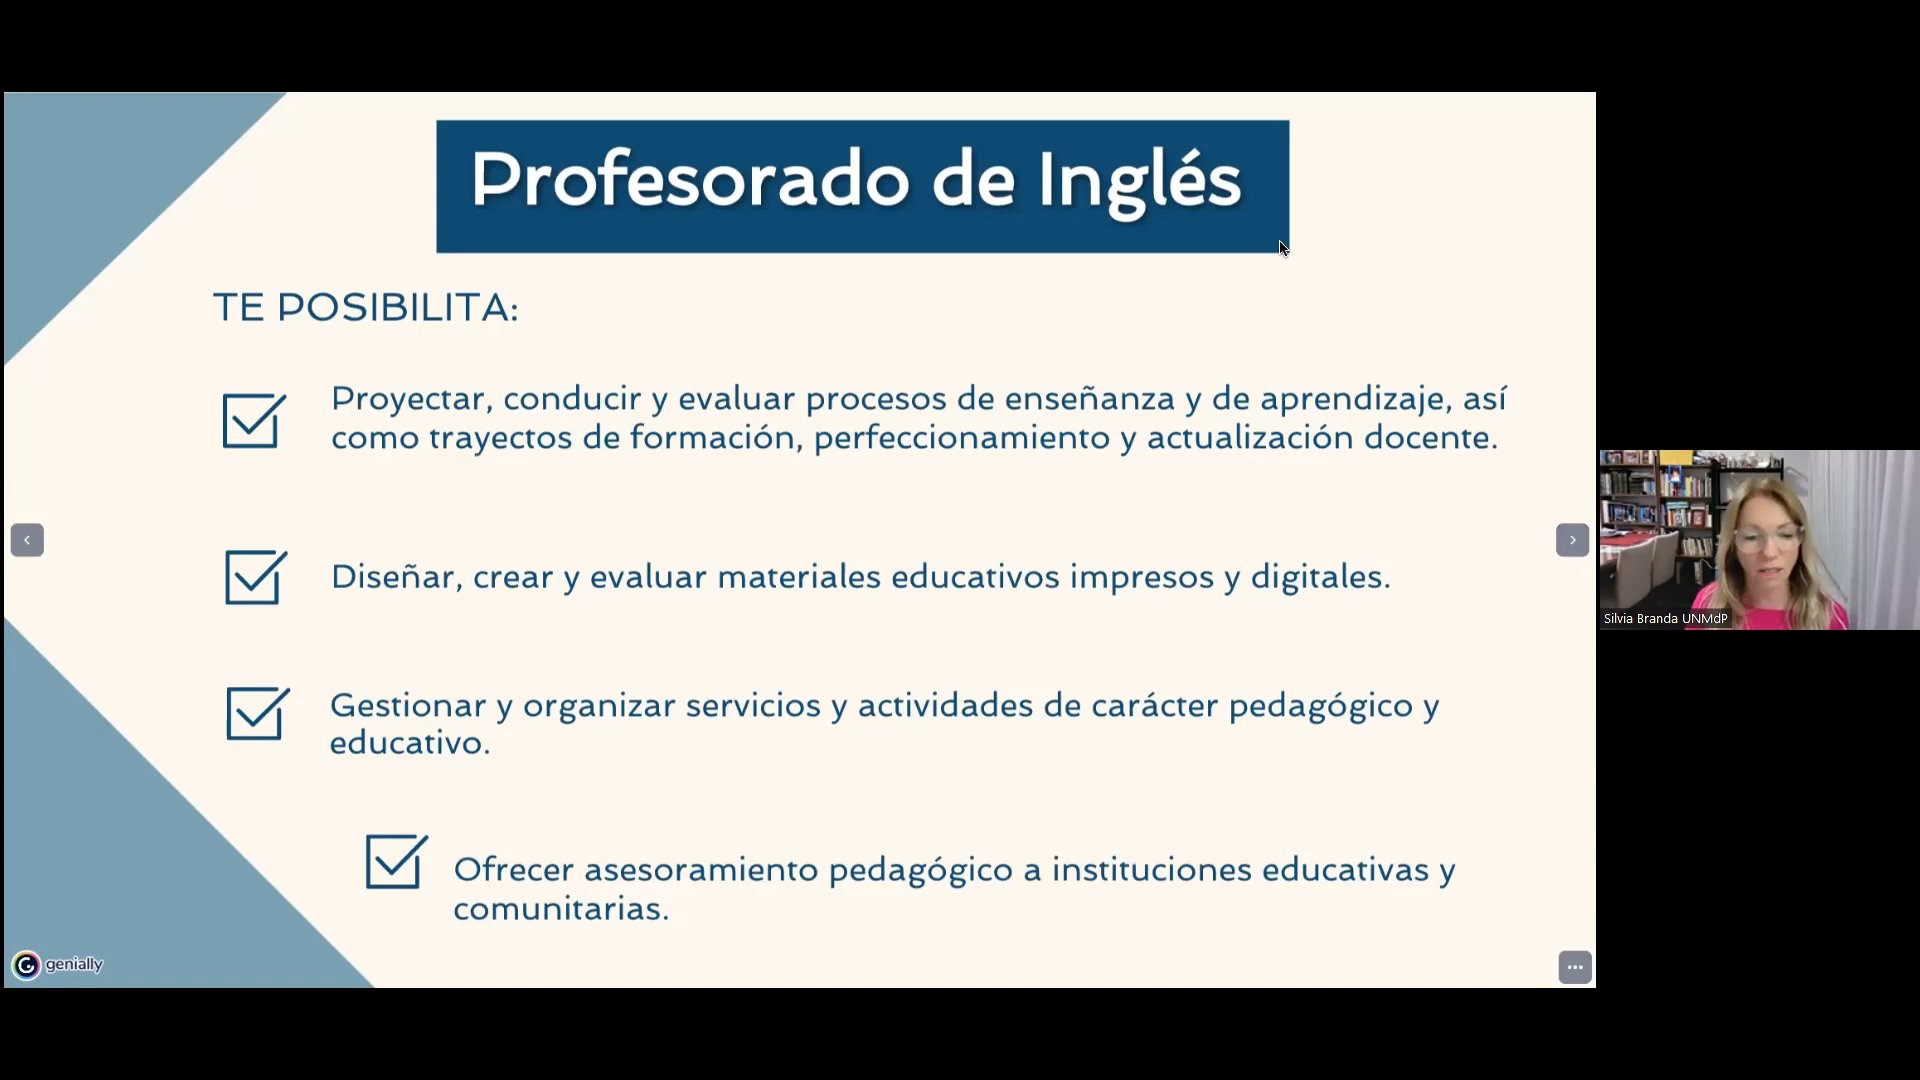 Profesorado de Inglés
TE POSIBILITA:
Proyectar, conducir y evaluar procesos de enseñanza y de aprendizaje, así
como trayectos de formación, perfeccionamiento y actualización docente.
Diseñar, crear y evaluar materiales educativos impresos y digitales.
Gestionar y organizar servicios y actividades de carácter pedagógico y
educativo.
Ofrecer asesoramiento pedagógico a instituciones educativas y
comunitarias.
genially
Silvia Branda UNMdP